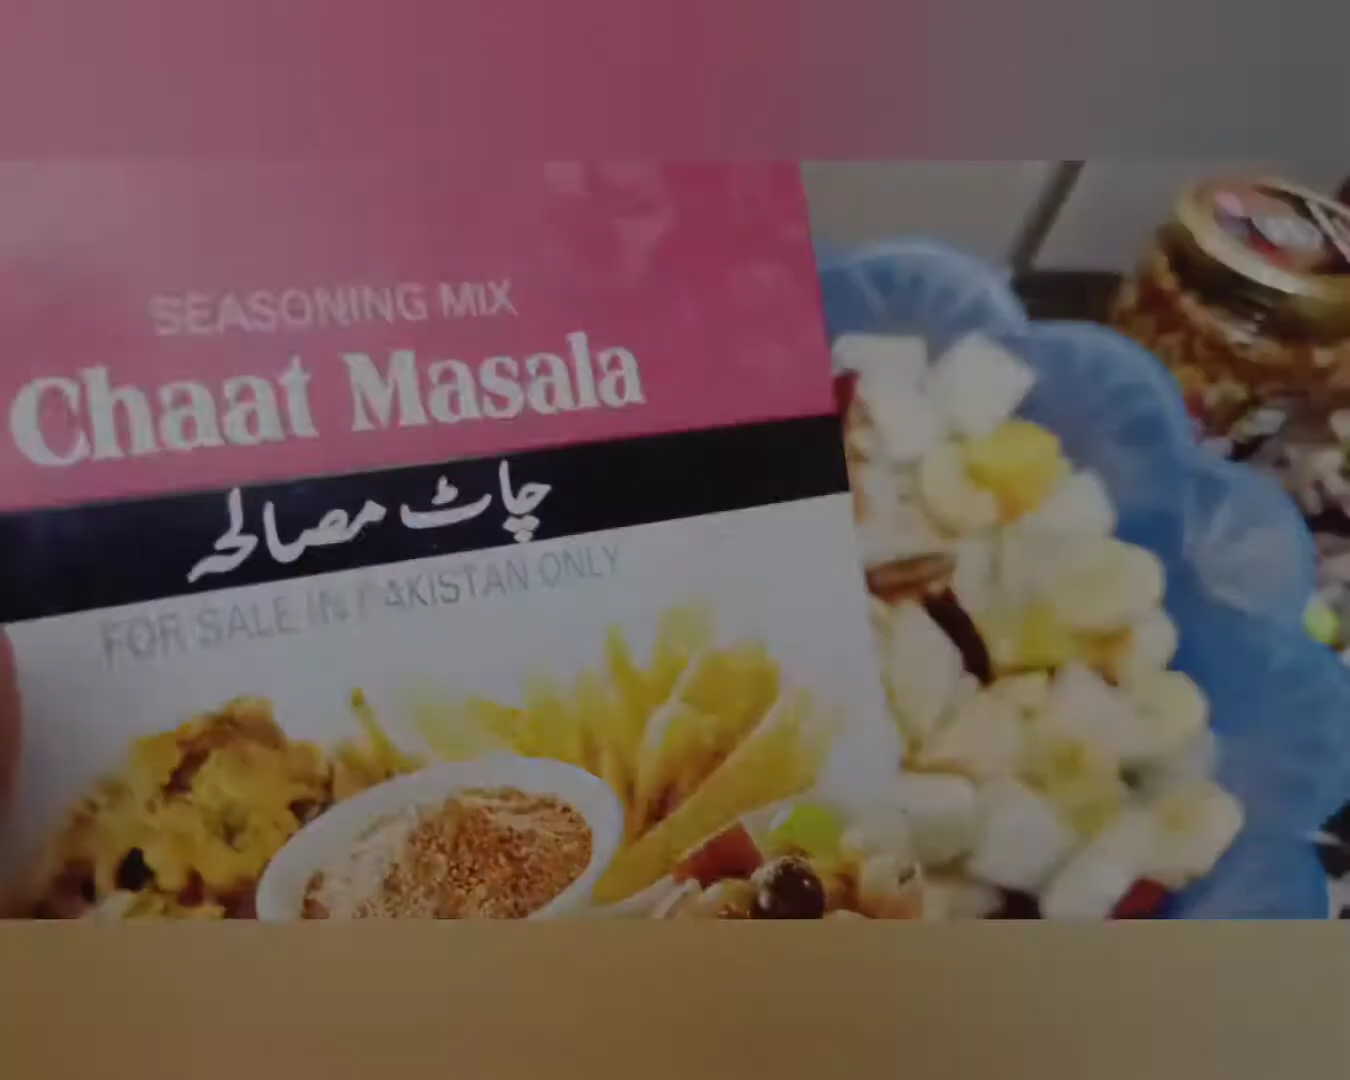 SEASONING MIX
Chaat Masala
چاٹ مصالحہ
FOR SALE IN PAKISTAN ONLY